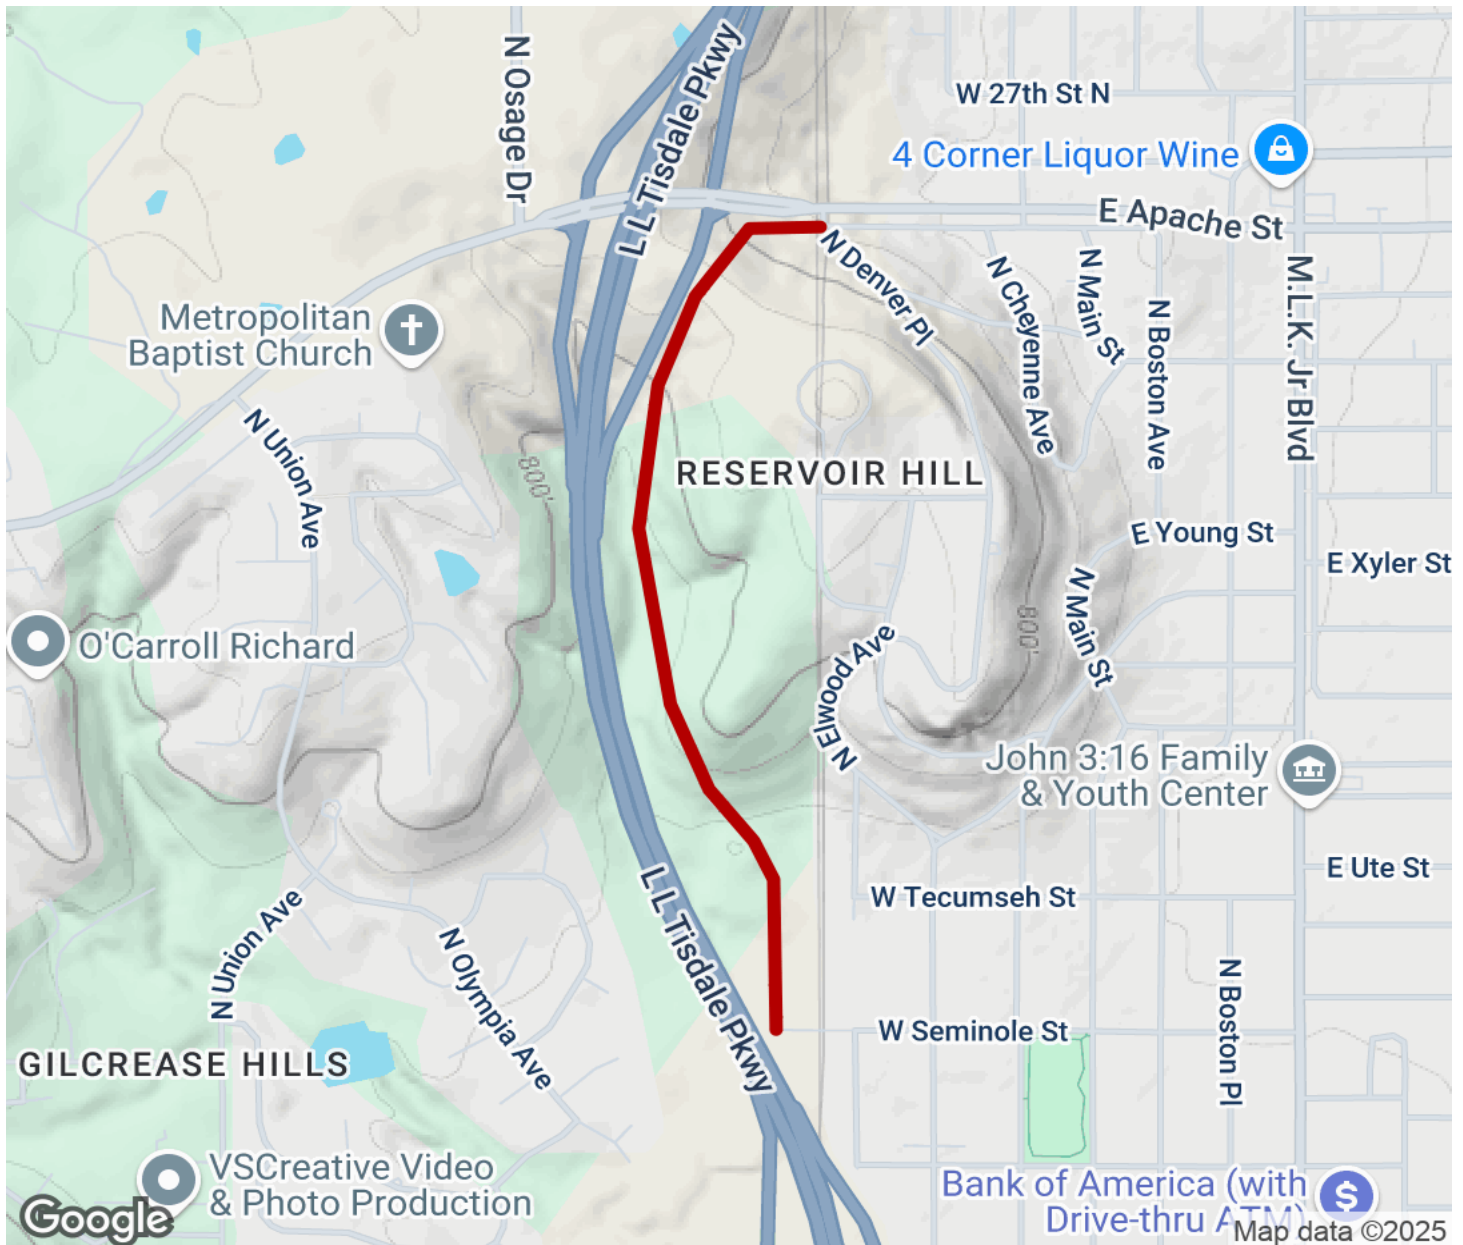 N Osage Dr
L L Tisdale Pkwy
W 27th St N
4 Corner Liquor Wine
E Apache St
N Denver Pl
N Cheyenne Ave
N Main St
N Boston Ave
M.L.K. Jr Blvd
Metropolitan
Baptist Church
N Union Ave
800'
RESERVOIR HILL
E Young St
E Xyler St
N Main St
800'
O'Carroll Richard
N Elwood Ave
John 3:16 Family
& Youth Center
E Ute St
W Tecumseh St
L L Tisdale Pkwy
N Union Ave
N Olympia Ave
N Boston Pl
W Seminole St
GILCREASE HILLS
VSCreative Video
& Photo Production
Bank of America (with
Drive-thru ATM)
$
Google
Map data ©2025